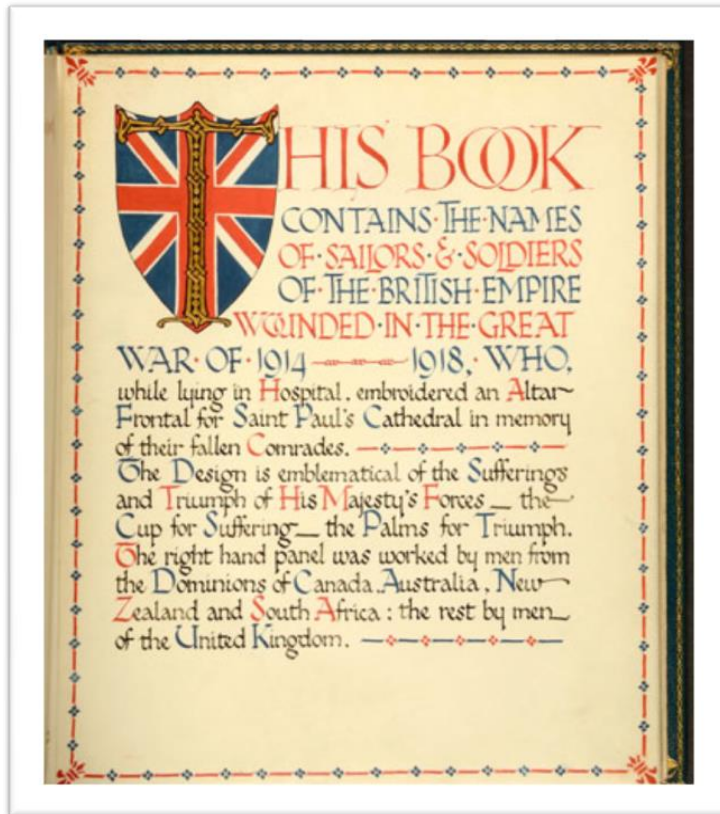 THIS BOOK
CONTAINS·THE·NAMES
OF·SAILORS·&·SOLDIERS
OF·THE·BRITISH·EMPIRE
WOUNDED·IN·THE·GREAT
WAR·OF·1914 — 1918, WHO,
while lying in Hospital, embroidered an Altar
Frontal for Saint Paul's Cathedral in memory
of their fallen Comrades.
The Design is emblematical of the Sufferings
and Triumph of His Majesty's Forces — the
Cup for Suffering — the Palms for Triumph.
The right hand panel was worked by men from
the Dominions of Canada, Australia, New
Zealand and South Africa : the rest by men
of the United Kingdom.